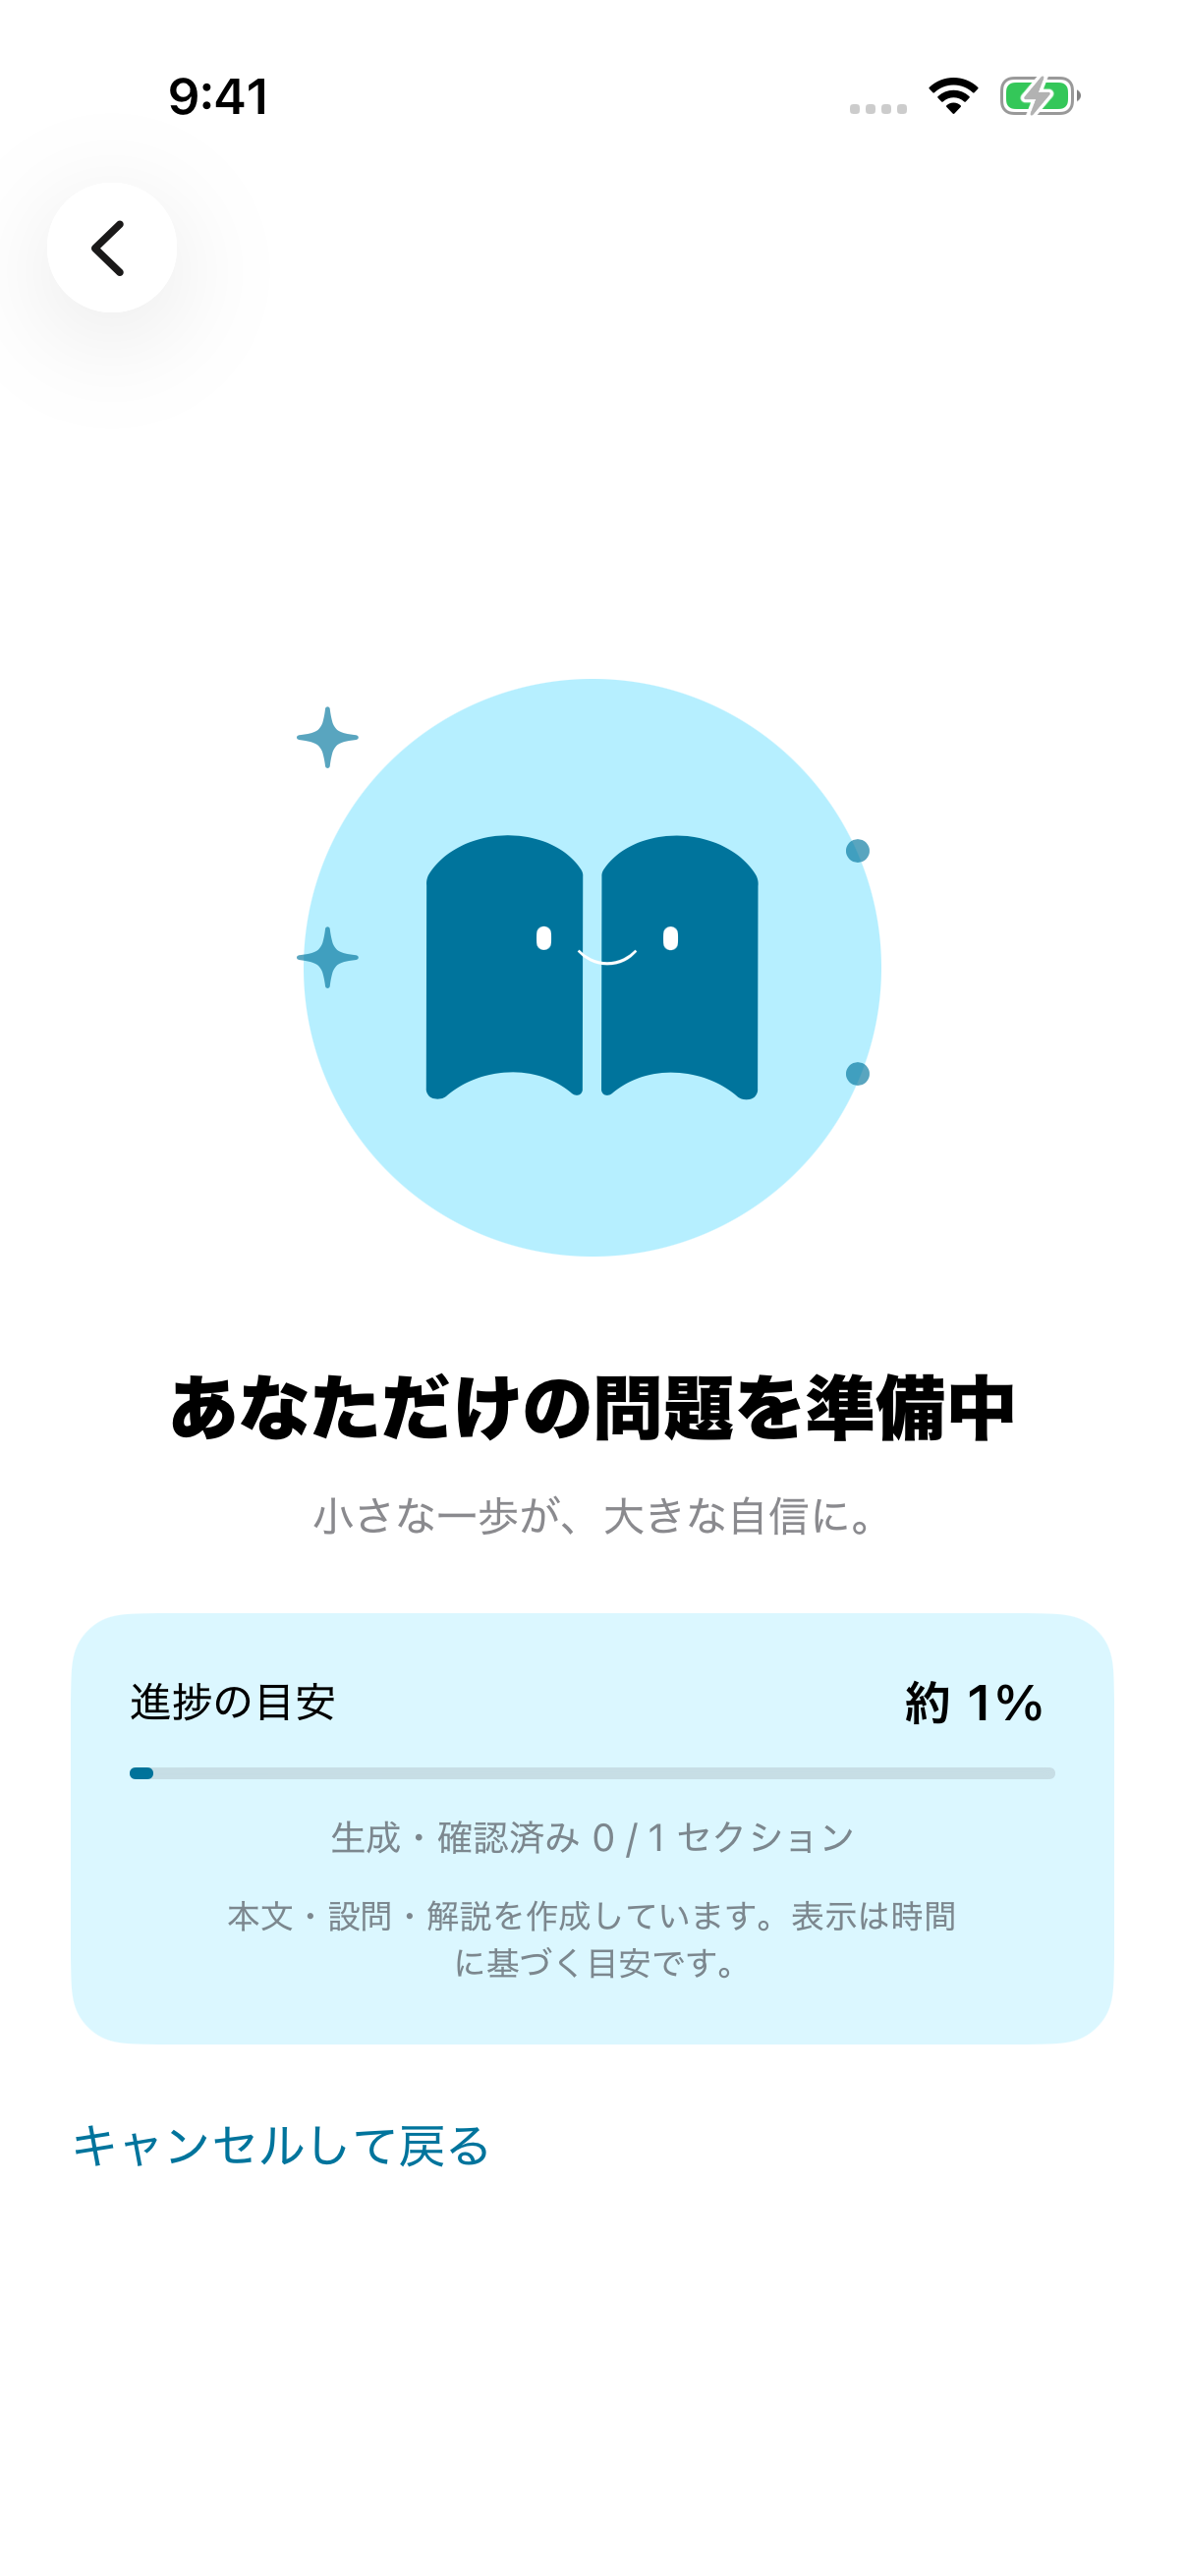 9:41
あなただけの問題を準備中
小さな一歩が、大きな自信に。
進捗の目安
約 1%
生成・確認済み 0 / 1 セクション
本文・設問・解説を作成しています。表示は時間
に基づく目安です。
キャンセルして戻る